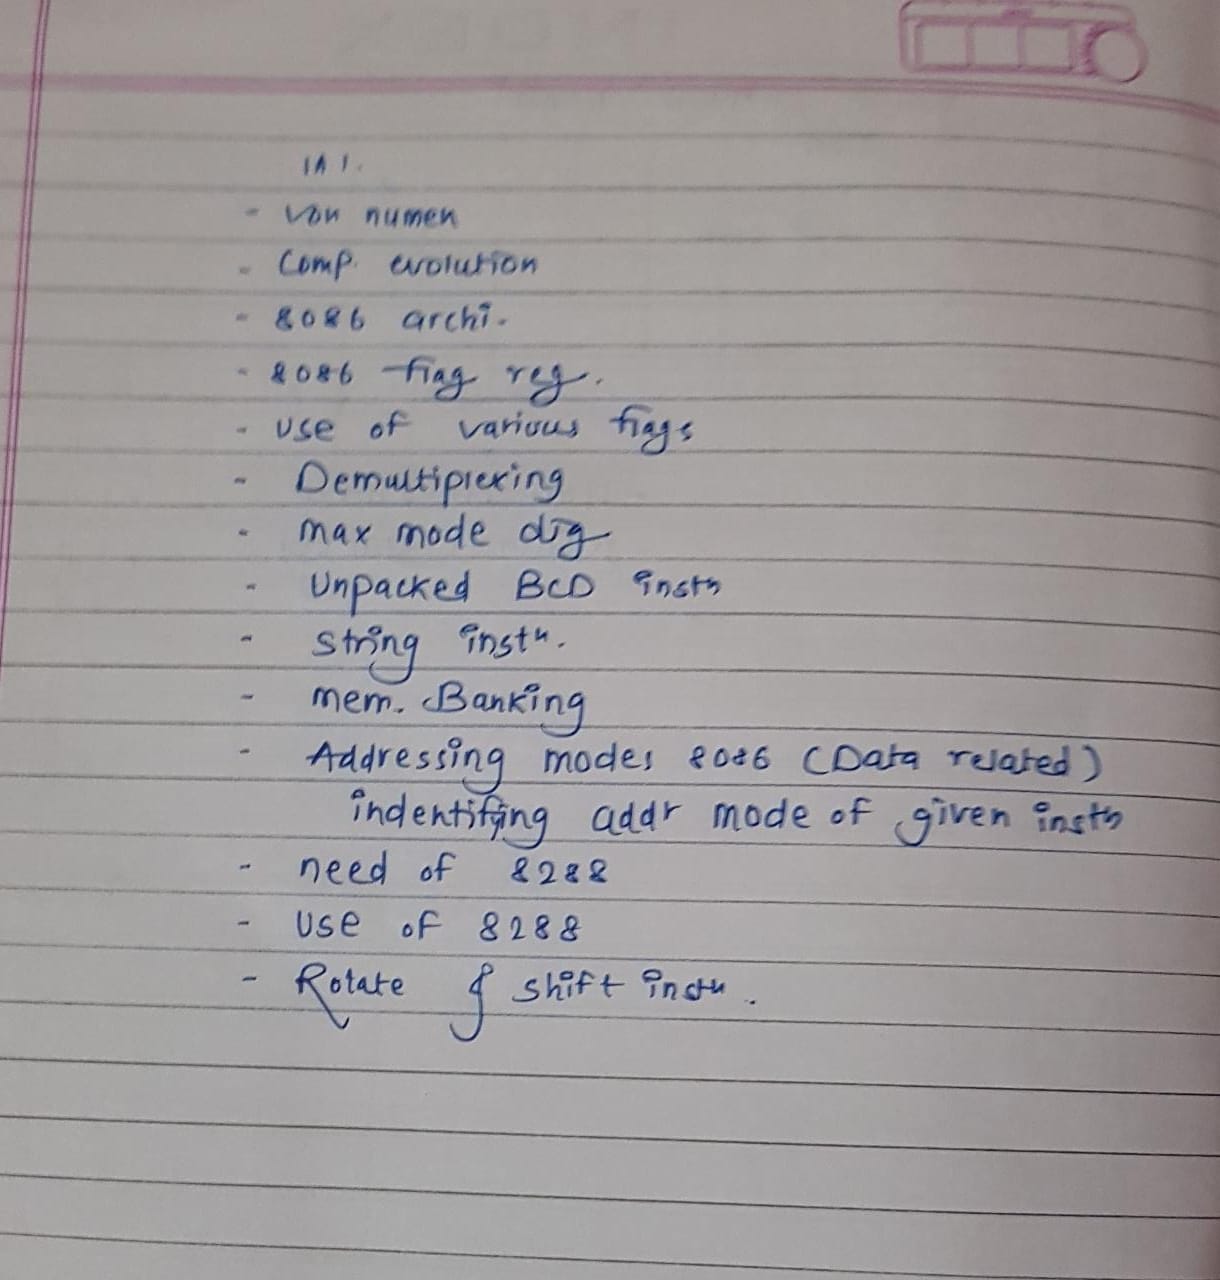 IA 1.
- Von numen
- Comp. evolution
- 8086 archi.
- 8086 flag reg.
- use of various flags
- Demultiplexing
- max mode dig
- Unpacked BCD instn
- string instn.
- mem. Banking
- Addressing modes 8086 (Data related)
indentifing addr mode of given instn
- need of 8288
- Use of 8288
- Rotate & shift instn.